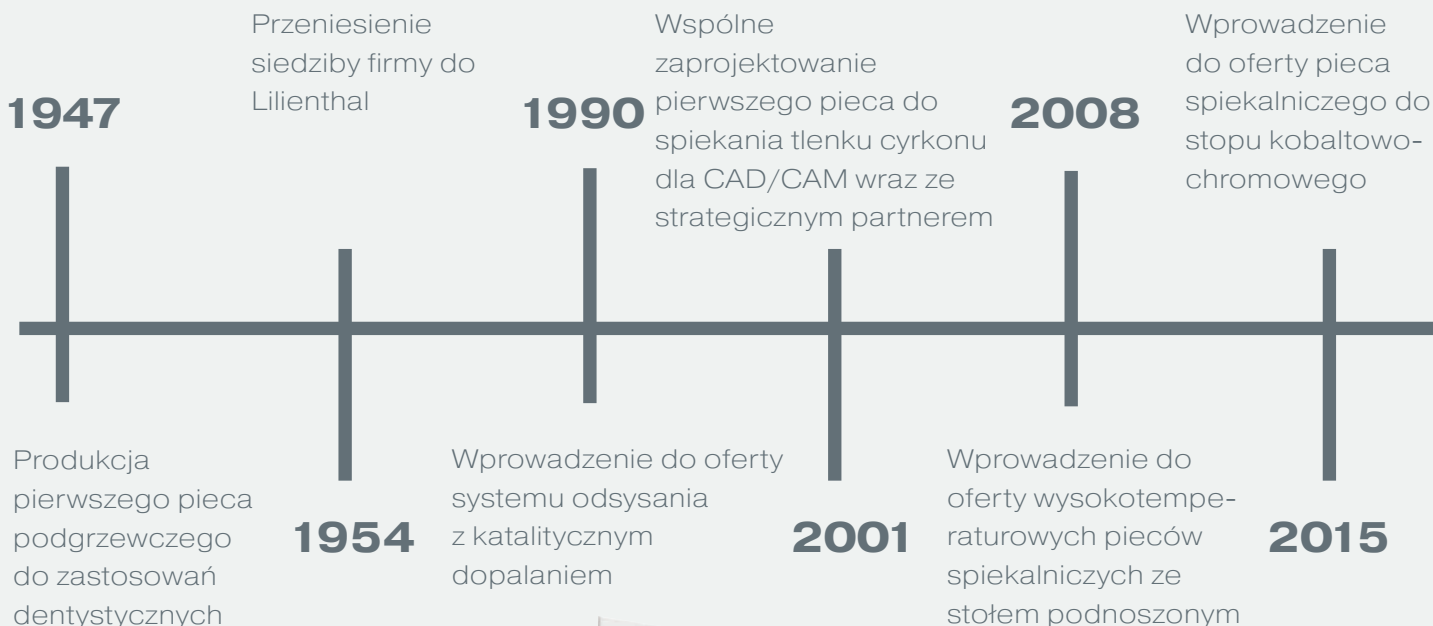 1947
Produkcja
pierwszego pieca
podgrzewczego
do zastosowań
dentystycznych
Przeniesienie
siedziby firmy do
Lilienthal
1954
1990
Wprowadzenie do oferty
systemu odsysania
z katalitycznym
dopalaniem
Wspólne
zaprojektowanie
pierwszego pieca do
spiekania tlenku cyrkonu
dla CAD/CAM wraz ze
strategicznym partnerem
2001
2008
Wprowadzenie do
oferty wysokotempe-
raturowych pieców
spiekalniczych ze
stołem podnoszonym
Wprowadzenie
do oferty pieca
spiekalniczego do
stopu kobaltowo-
chromowego
2015